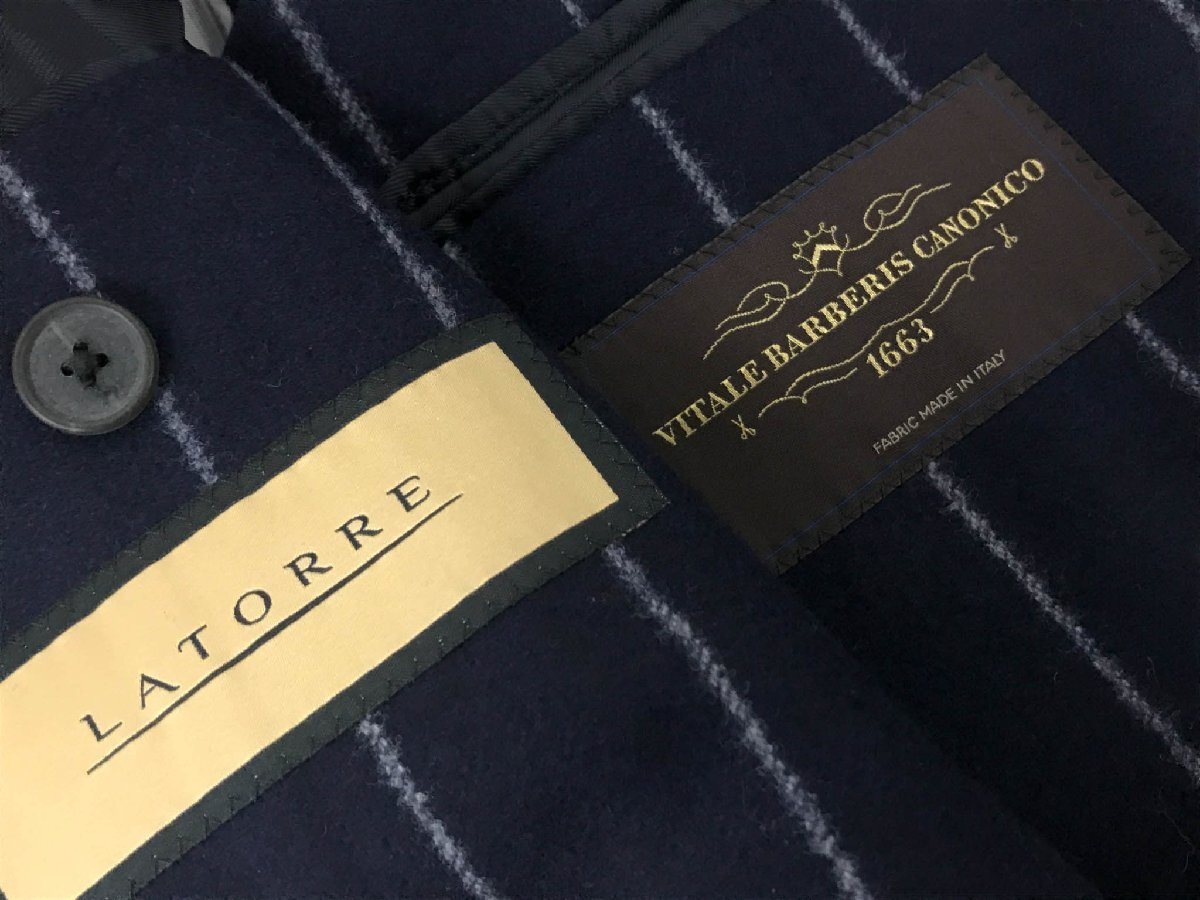 LATORRE
VITALE BARBERIS CANONICO
1663
FABRIC MADE IN ITALY